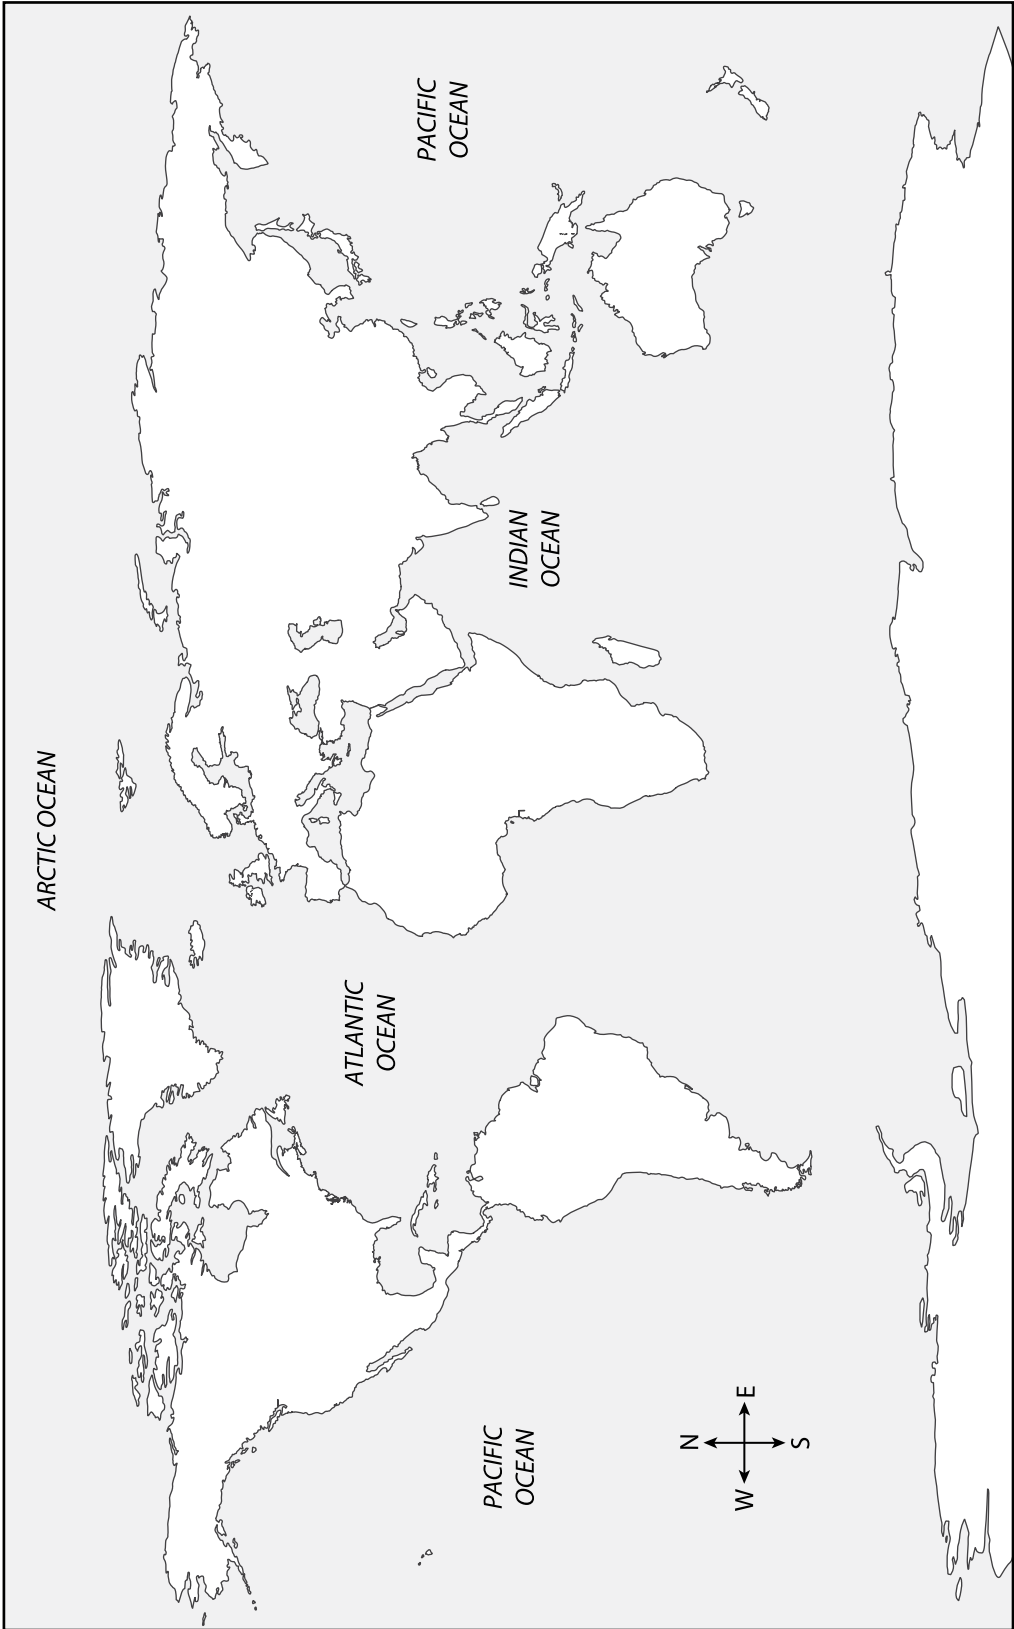 ARCTIC OCEAN
PACIFIC
OCEAN
ATLANTIC
OCEAN
INDIAN
OCEAN
PACIFIC
OCEAN
N
W
E
S